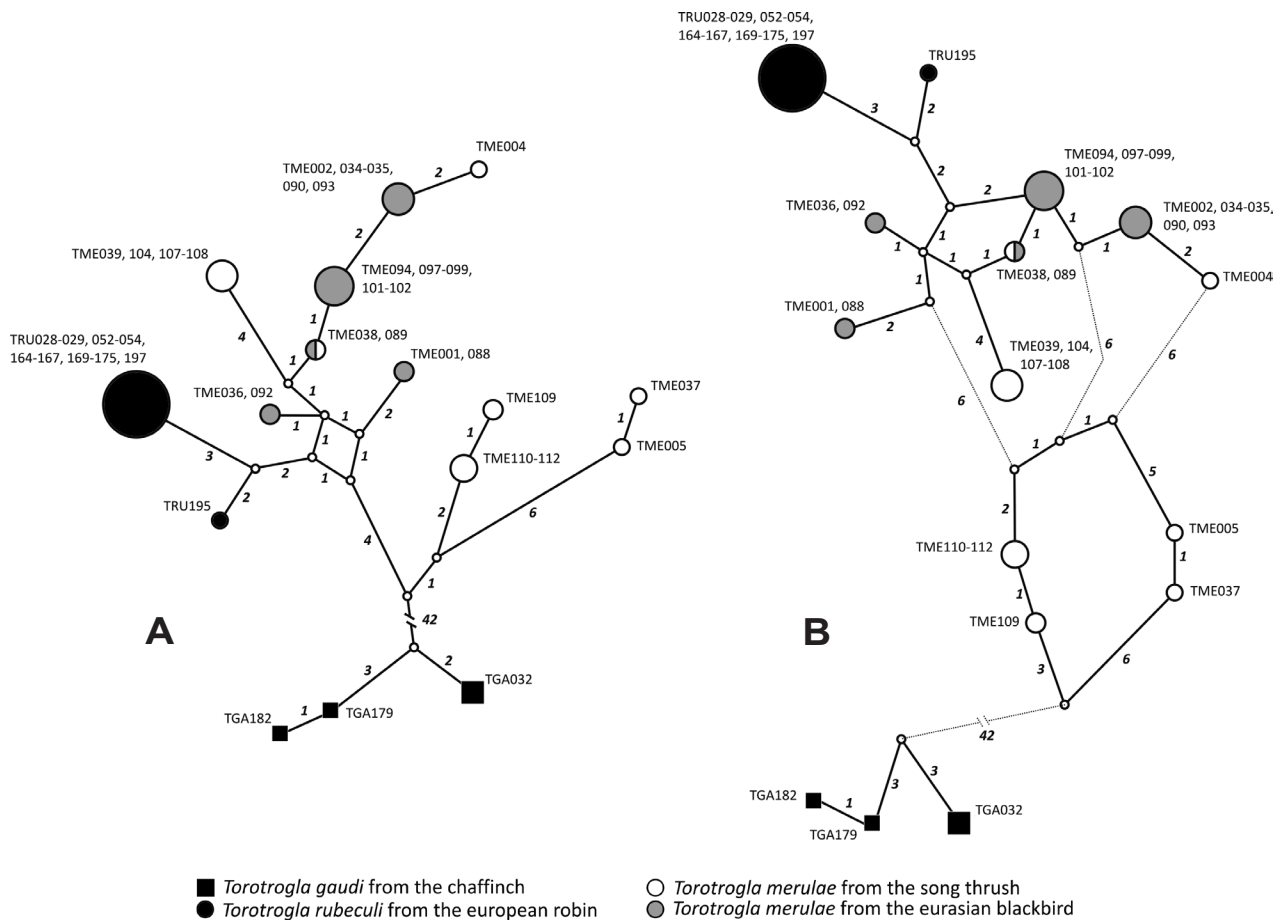 TRU028-029, 052-054,
164-167, 169-175, 197
TRU195
3
2
TME094, 097-099,
101-102
2
2
TME036, 092
1
1
1
1
1
1
1
TME002, 034-035,
090, 093
TME038, 089
2
TME004
1
TME001, 088
2
4
TME039, 104,
107-108
6
6
6
1
1
2
5
TME110-112
TME005
1
1
TME109
TME037
3
6
B
42
3
3
TGA182
1
TGA179
TGA032
TME004
TME002, 034-035,
090, 093
2
2
TME039, 104, 107-108
TME094, 097-099,
101-102
1
4
TME038, 089
1
TRU028-029, 052-054,
164-167, 169-175, 197
TME001, 088
1
TME036, 092
1
1
2
1
1
1
TME037
TME109
1
1
TME005
TME110-112
3
2
2
TRU195
2
6
4
1
A
42
3
2
TGA032
TGA182
1
TGA179
Torotrogla gaudi from the chaffinch
Torotrogla rubeculi from the european robin
Torotrogla merulae from the song thrush
Torotrogla merulae from the eurasian blackbird